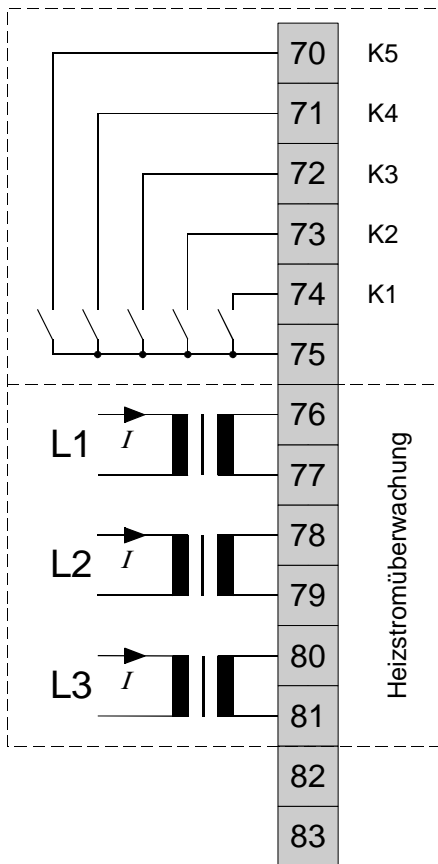 70 K5
71 K4
72 K3
73 K2
74 K1
75
76
L1 I
77
78
L2 I
79
80
L3 I
81
Heizstromüberwachung
82
83